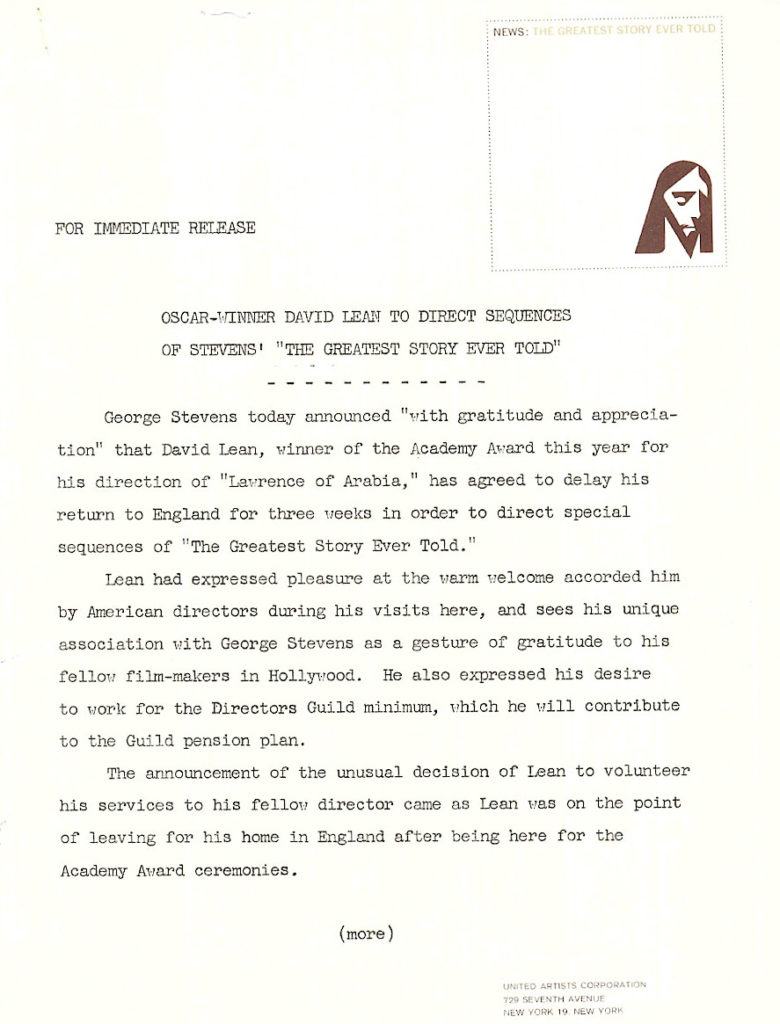 NEWS: THE GREATEST STORY EVER TOLD
FOR IMMEDIATE RELEASE
OSCAR-WINNER DAVID LEAN TO DIRECT SEQUENCES
OF STEVENS' "THE GREATEST STORY EVER TOLD"
- - - - - - - - - - - -
George Stevens today announced "with gratitude and apprecia-
tion" that David Lean, winner of the Academy Award this year for
his direction of "Lawrence of Arabia," has agreed to delay his
return to England for three weeks in order to direct special
sequences of "The Greatest Story Ever Told."
Lean had expressed pleasure at the warm welcome accorded him
by American directors during his visits here, and sees his unique
association with George Stevens as a gesture of gratitude to his
fellow film-makers in Hollywood. He also expressed his desire
to work for the Directors Guild minimum, which he will contribute
to the Guild pension plan.
The announcement of the unusual decision of Lean to volunteer
his services to his fellow director came as Lean was on the point
of leaving for his home in England after being here for the
Academy Award ceremonies.
(more)
UNITED ARTISTS CORPORATION
729 SEVENTH AVENUE
NEW YORK 19, NEW YORK